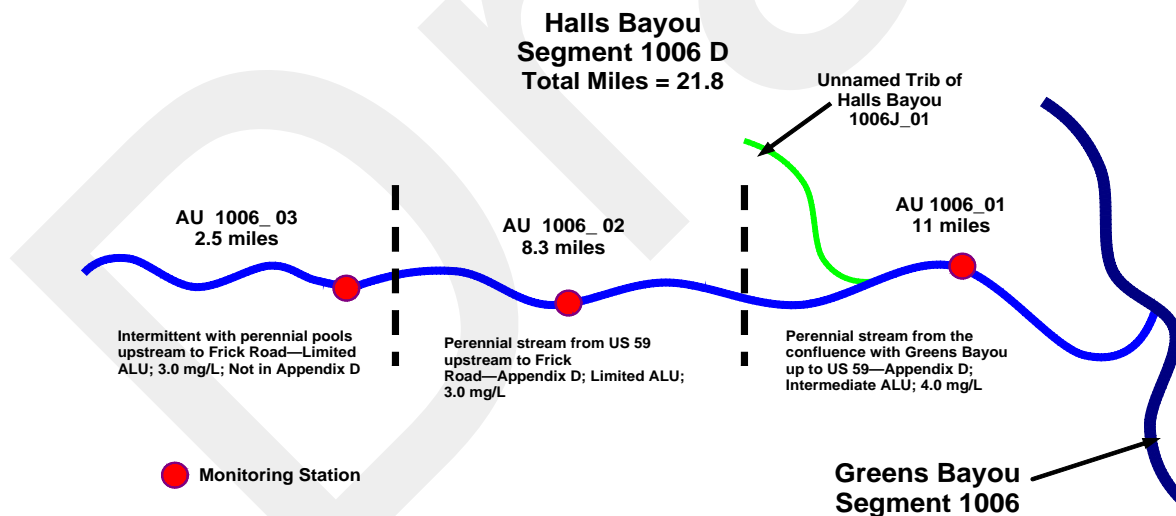 Halls Bayou
Segment 1006 D
Total Miles = 21.8
Unnamed Trib of
Halls Bayou
1006J_01
AU  1006_ 03
2.5 miles
AU  1006_ 02
8.3 miles
AU 1006_01
11 miles
Intermittent with perennial pools
upstream to Frick Road—Limited
ALU; 3.0 mg/L; Not in Appendix D
Perennial stream from US 59
upstream to Frick
Road—Appendix D; Limited ALU;
3.0 mg/L
Perennial stream from the
confluence with Greens Bayou
up to US 59—Appendix D;
Intermediate ALU; 4.0 mg/L
Monitoring Station
Greens Bayou
Segment 1006